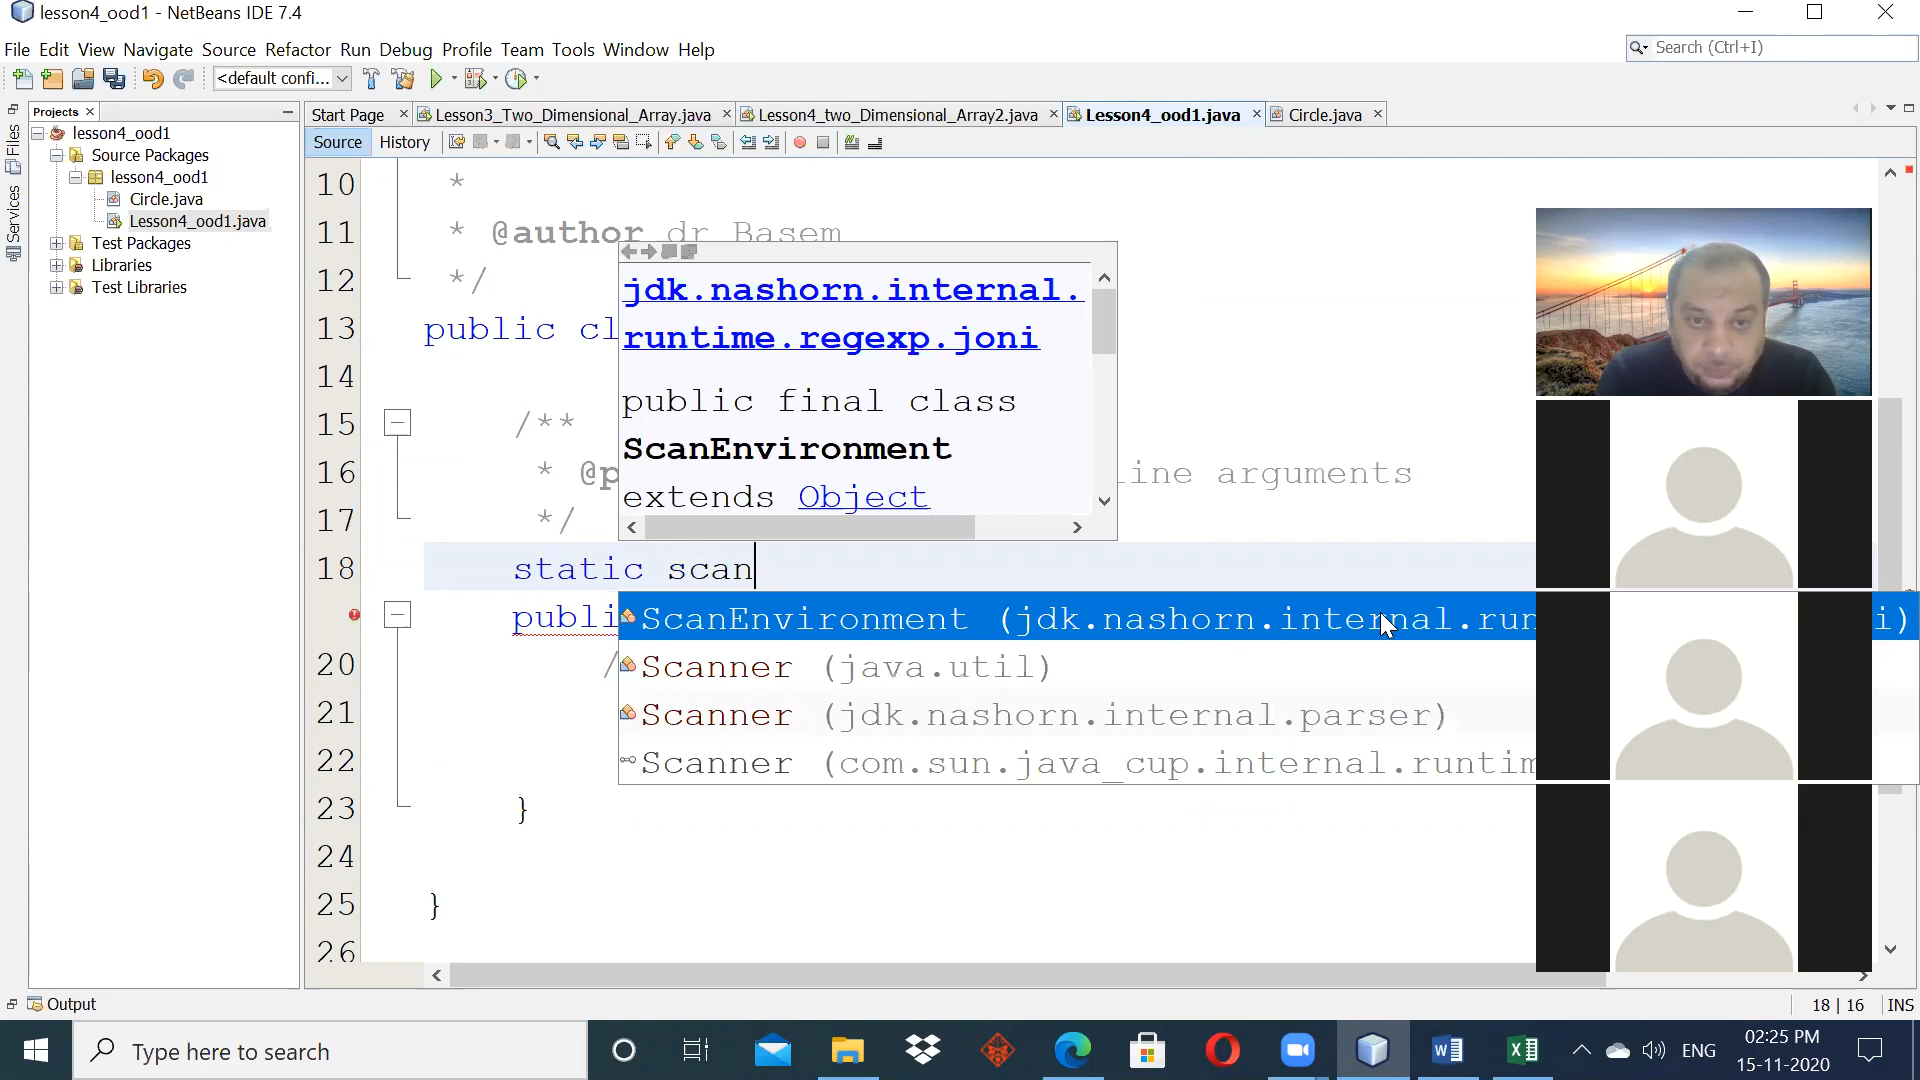 lesson4_ood1 - NetBeans IDE 7.4
File Edit View Navigate Source Refactor Run Debug Profile Team Tools Window Help
Search (Ctrl+I)
<default confi...
Projects
Start Page
Lesson3_Two_Dimensional_Array.java
Lesson4_two_Dimensional_Array2.java
Lesson4_ood1.java
Circle.java
Files
Services
lesson4_ood1
Source Packages
lesson4_ood1
Circle.java
Lesson4_ood1.java
Test Packages
Libraries
Test Libraries
Source History
10 *
11 * @author dr Basem
12 */
13 public cl
14
15 /**
16 * @p line arguments
17 */
18 static scan
publi
20 /
21
22
23 }
24
25 }
26
jdk.nashorn.internal.
runtime.regexp.joni
public final class
ScanEnvironment
extends Object
ScanEnvironment (jdk.nashorn.internal.run i)
Scanner (java.util)
Scanner (jdk.nashorn.internal.parser)
Scanner (com.sun.java_cup.internal.runtim
Output
18 | 16 INS
Type here to search
ENG
02:25 PM
15-11-2020